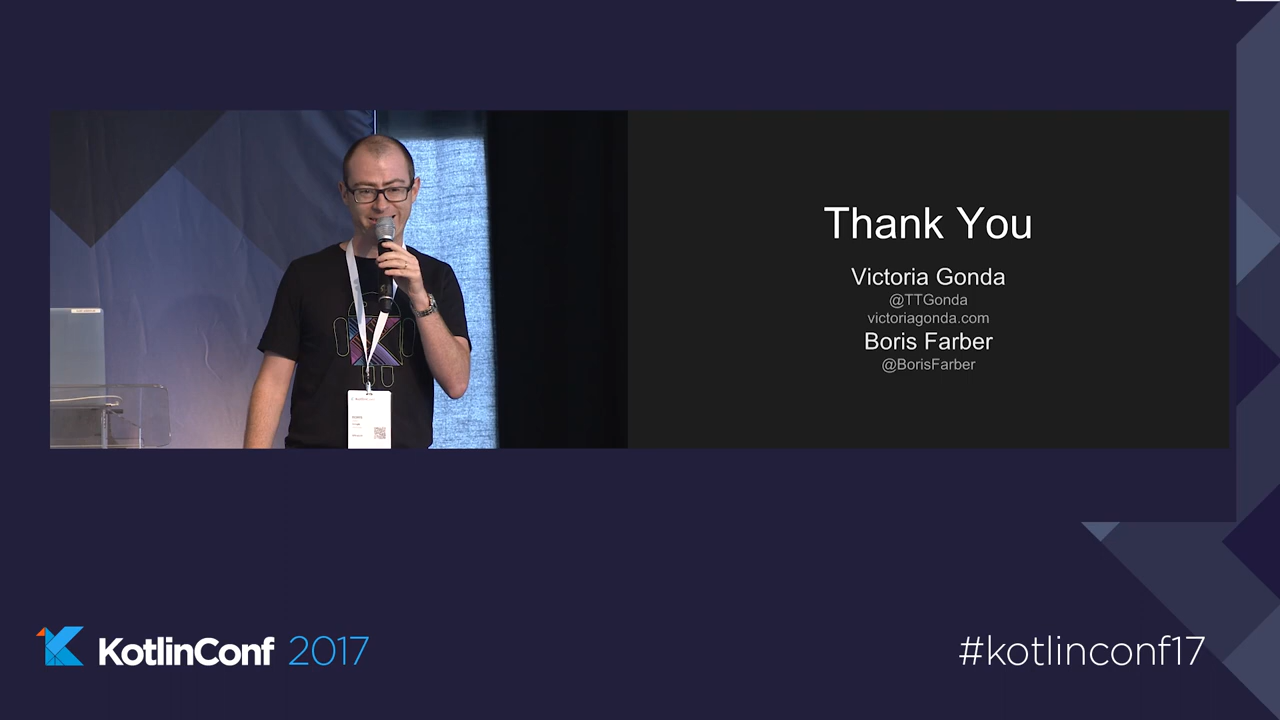 Thank You
Victoria Gonda
@TTGonda
victoriagonda.com
Boris Farber
@BorisFarber
KotlinConf 2017
#kotlinconf17